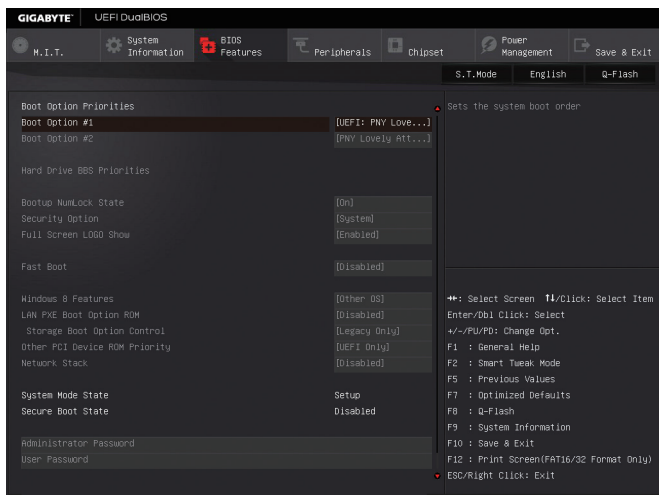 GIGABYTE™ UEFI DualBIOS
M.I.T. System Information BIOS Features Peripherals Chipset Power Management Save & Exit
S.T.Mode English Q-Flash
Boot Option Priorities
Boot Option #1 [UEFI: PNY Love...]
Boot Option #2 [PNY Lovely Att...]
Hard Drive BBS Priorities
Bootup NumLock State [On]
Security Option [System]
Full Screen LOGO Show [Enabled]
Fast Boot [Disabled]
Windows 8 Features [Other OS]
LAN PXE Boot Option ROM [Disabled]
Storage Boot Option Control [Legacy Only]
Other PCI Device ROM Priority [UEFI Only]
Network Stack [Disabled]
System Mode State Setup
Secure Boot State Disabled
Administrator Password
User Password
Sets the system boot order
→←: Select Screen ↑↓/Click: Select Item
Enter/Dbl Click: Select
+/-/PU/PD: Change Opt.
F1 : General Help
F2 : Smart Tweak Mode
F5 : Previous Values
F7 : Optimized Defaults
F8 : Q-Flash
F9 : System Information
F10 : Save & Exit
F12 : Print Screen(FAT16/32 Format Only)
ESC/Right Click: Exit